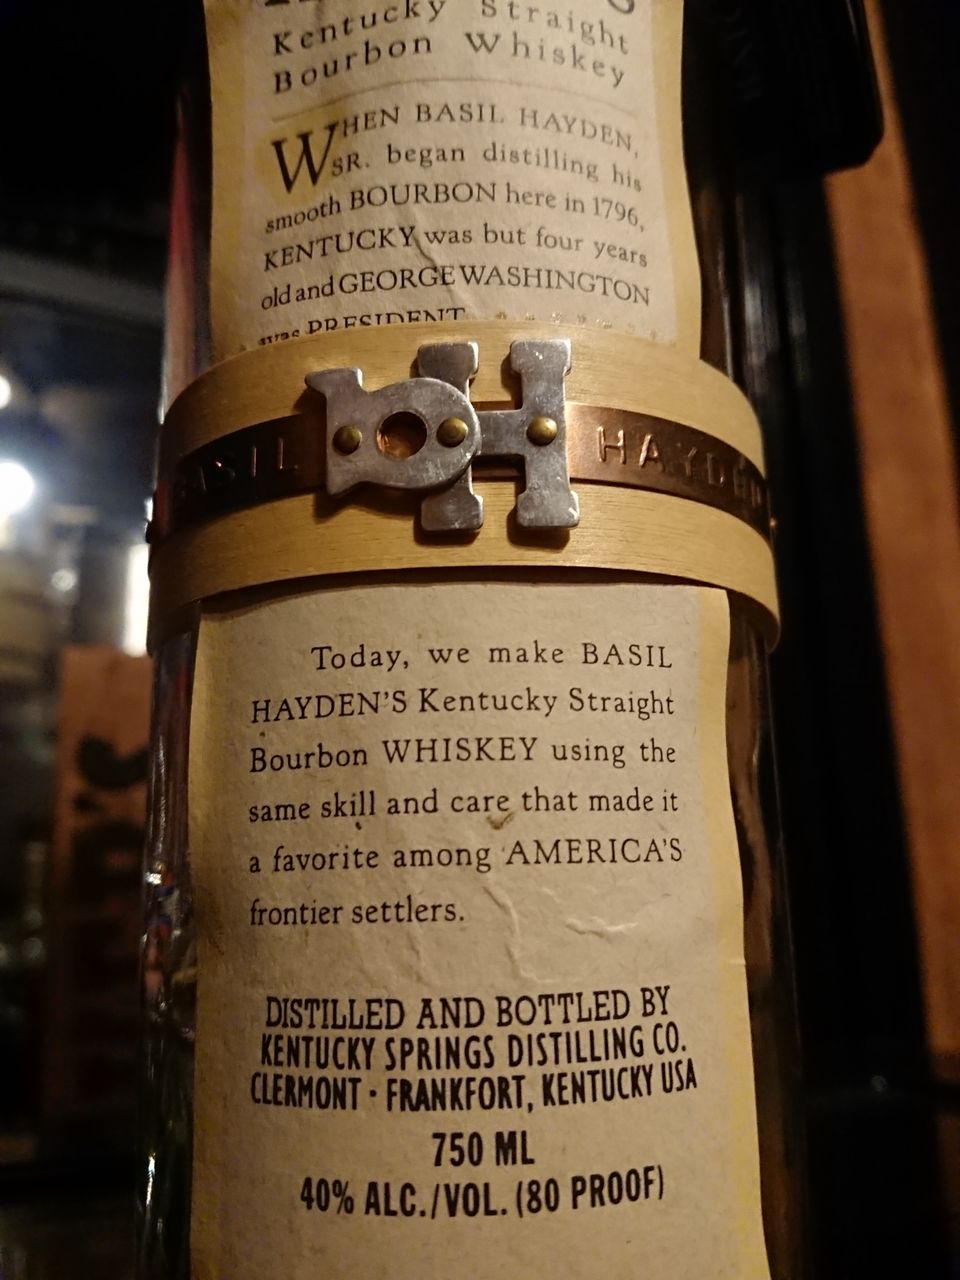 Kentucky Straight
Bourbon Whiskey
WHEN BASIL HAYDEN,
SR. began distilling his
smooth BOURBON here in 1796,
KENTUCKY was but four years
old and GEORGE WASHINGTON
was PRESIDENT
BASIL bH HAYDEN
Today, we make BASIL
HAYDEN'S Kentucky Straight
Bourbon WHISKEY using the
same skill and care that made it
a favorite among AMERICA'S
frontier settlers.
DISTILLED AND BOTTLED BY
KENTUCKY SPRINGS DISTILLING CO.
CLERMONT · FRANKFORT, KENTUCKY USA
750 ML
40% ALC./VOL. (80 PROOF)